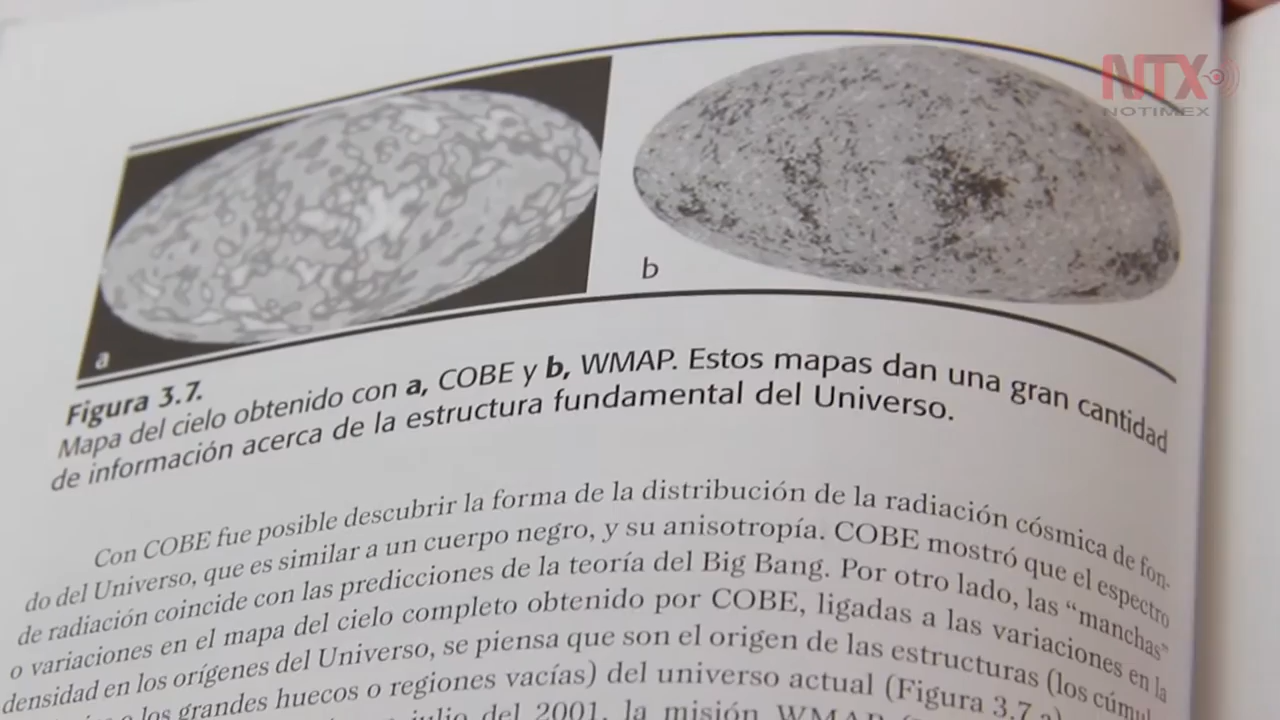 NTX
NOTIMEX
b
a
Figura 3.7.
Mapa del cielo obtenido con a, COBE y b, WMAP. Estos mapas dan una gran cantidad
de información acerca de la estructura fundamental del Universo.
Con COBE fue posible descubrir la forma de la distribución de la radiación cósmica de fon-
do del Universo, que es similar a un cuerpo negro, y su anisotropía. COBE mostró que el espectro
de radiación coincide con las predicciones de la teoría del Big Bang. Por otro lado, las “manchas”
o variaciones en el mapa del cielo completo obtenido por COBE, ligadas a las variaciones en la
densidad en los orígenes del Universo, se piensa que son el origen de las estructuras (los cúmul
los grandes huecos o regiones vacías) del universo actual (Figura 3.7 a)
julio del 2001, la misión WMAP